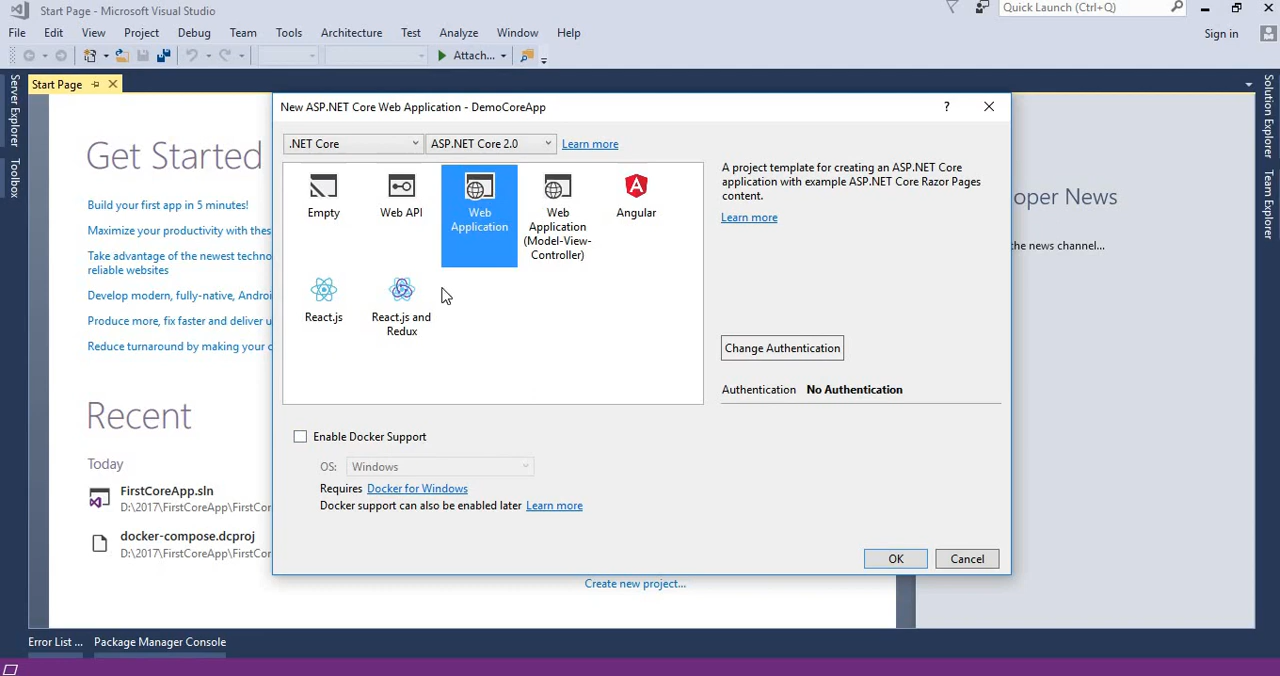 Start Page - Microsoft Visual Studio
Quick Launch (Ctrl+Q)
File Edit View Project Debug Team Tools Architecture Test Analyze Window Help
Sign in
Attach...
Start Page
Server Explorer
Toolbox
Solution Explorer
Team Explorer
Get Started
Build your first app in 5 minutes!
Maximize your productivity with these
Take advantage of the newest techno
reliable websites
Develop modern, fully-native, Android
Produce more, fix faster and deliver u
Reduce turnaround by making your c
Recent
Today
FirstCoreApp.sln
D:\2017\FirstCoreApp\FirstCo
docker-compose.dcproj
D:\2017\FirstCoreApp\FirstCo
oper News
the news channel...
New ASP.NET Core Web Application - DemoCoreApp
?
.NET Core
ASP.NET Core 2.0
Learn more
Empty
Web API
Web
Application
Web
Application
(Model-View-
Controller)
Angular
React.js
React.js and
Redux
A project template for creating an ASP.NET Core
application with example ASP.NET Core Razor Pages
content.
Learn more
Change Authentication
Authentication No Authentication
Enable Docker Support
OS: Windows
Requires Docker for Windows
Docker support can also be enabled later Learn more
OK
Cancel
Create new project...
Error List ...
Package Manager Console